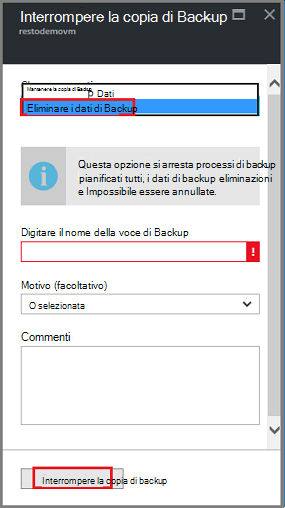 Interrompere la copia di Backup
restodemovm
Mantenere la copia di Backup
Dati
Eliminare i dati di Backup
Questa opzione si arresta processi di backup
pianificati tutti, i dati di backup eliminazioni
e Impossibile essere annullate.
Digitare il nome della voce di Backup
!
Motivo (facoltativo)
O selezionata
Commenti
Interrompere la copia di backup